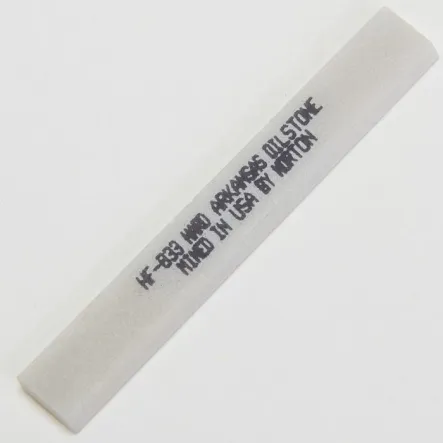 HF-833 HARD ARKANSAS OILSTONE
MINED IN USA BY NORTON